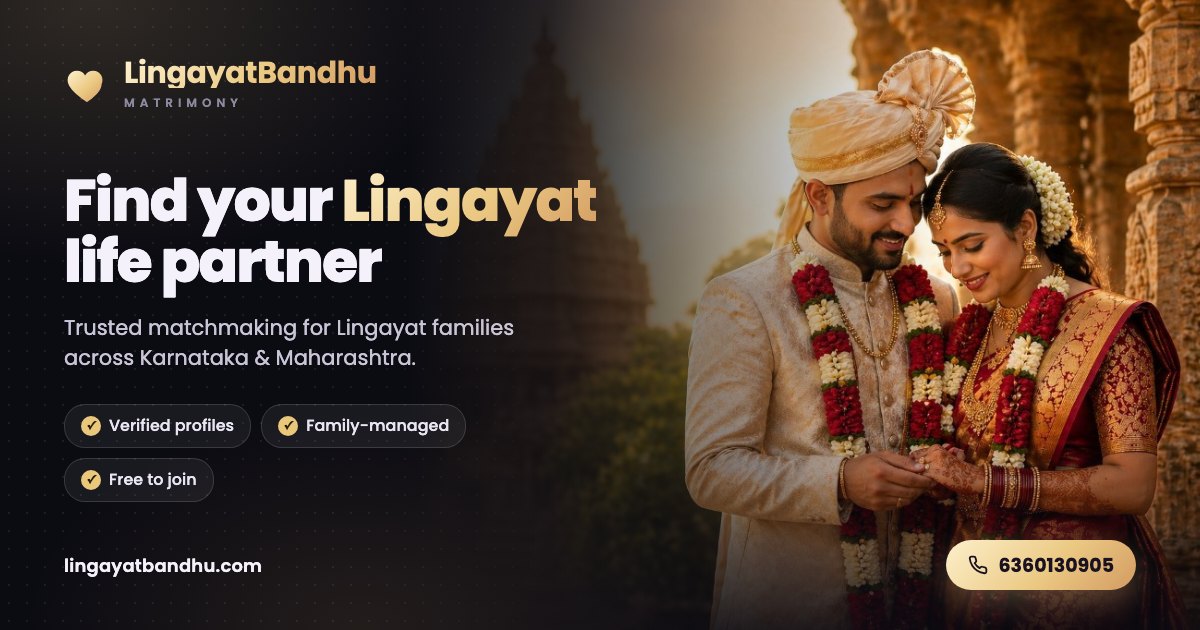 LingayatBandhu
MATRIMONY
Find your Lingayat
life partner
Trusted matchmaking for Lingayat families
across Karnataka & Maharashtra.
Verified profiles
Family-managed
Free to join
lingayatbandhu.com
6360130905